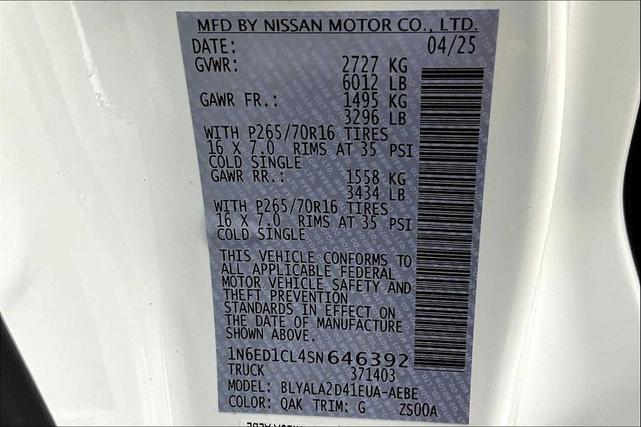 MFD BY NISSAN MOTOR CO., LTD.
DATE: 04/25
GVWR: 2727 KG
6012 LB
GAWR FR.: 1495 KG
3296 LB
WITH P265/70R16 TIRES
16 X 7.0 RIMS AT 35 PSI
COLD SINGLE
GAWR RR.: 1558 KG
3434 LB
WITH P265/70R16 TIRES
16 X 7.0 RIMS AT 35 PSI
COLD SINGLE
THIS VEHICLE CONFORMS TO
ALL APPLICABLE FEDERAL
MOTOR VEHICLE SAFETY AND
THEFT PREVENTION
STANDARDS IN EFFECT ON
THE DATE OF MANUFACTURE
SHOWN ABOVE.
1N6ED1CL4SN646392
TRUCK 371403
MODEL: BLYALA2D41EUA-AEBE
COLOR: QAK TRIM: G ZS00A